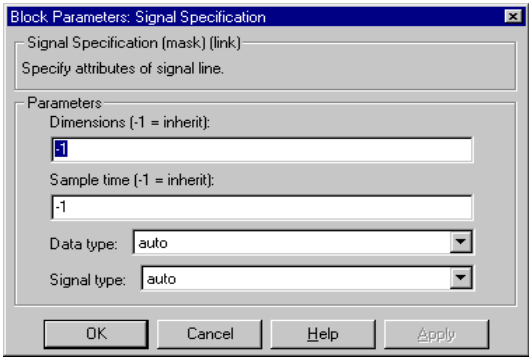 Block Parameters: Signal Specification
Signal Specification (mask) (link)
Specify attributes of signal line.
Parameters
Dimensions (-1 = inherit):
-1
Sample time (-1 = inherit):
-1
Data type: auto
Signal type: auto
OK Cancel Help Apply